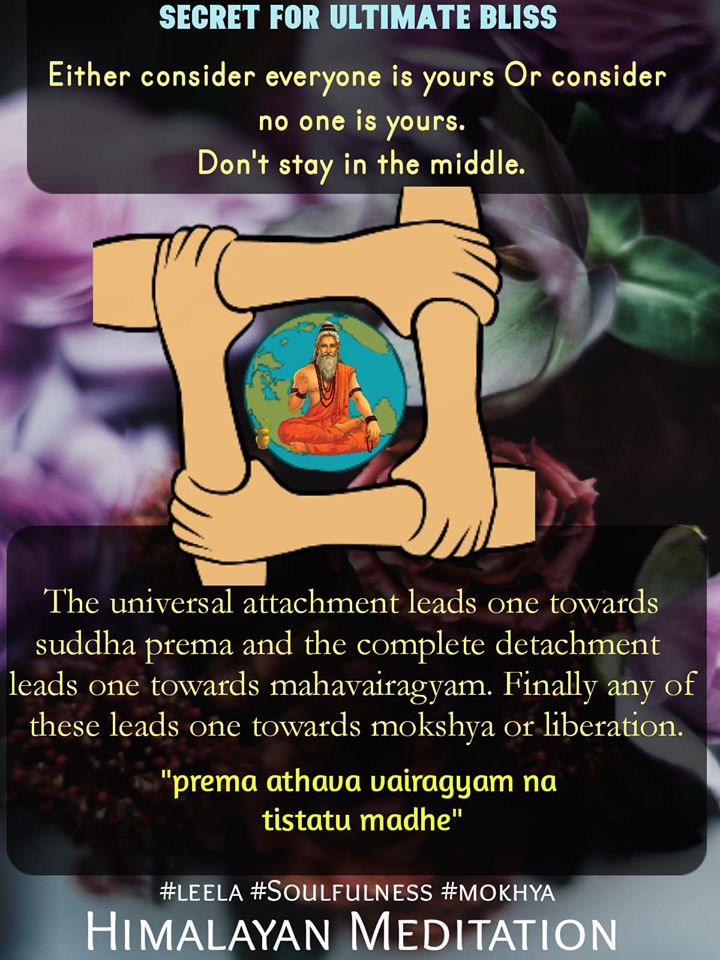 SECRET FOR ULTIMATE BLISS
Either consider everyone is yours Or consider
no one is yours.
Don't stay in the middle.
The universal attachment leads one towards
suddha prema and the complete detachment
leads one towards mahavairagyam. Finally any of
these leads one towards mokshya or liberation.
"prema athava vairagyam na
tistatu madhe"
#LEELA #SOULFULNESS #MOKHYA
HIMALAYAN MEDITATION